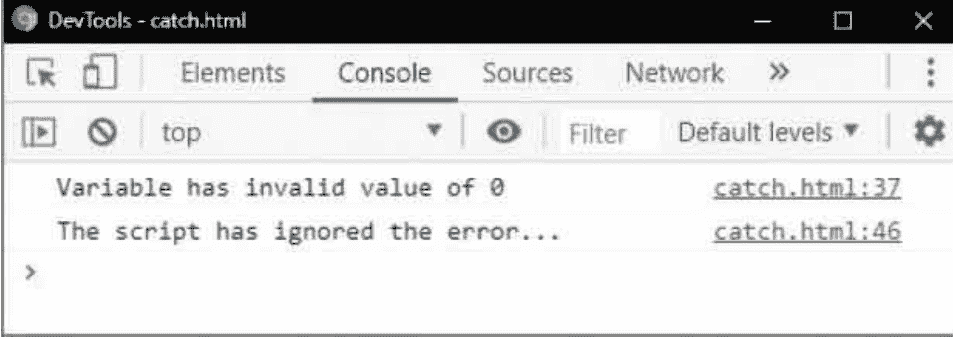 DevTools - catch.html
Elements Console Sources Network »
top Filter Default levels
Variable has invalid value of 0 catch.html:37
The script has ignored the error... catch.html:46
>